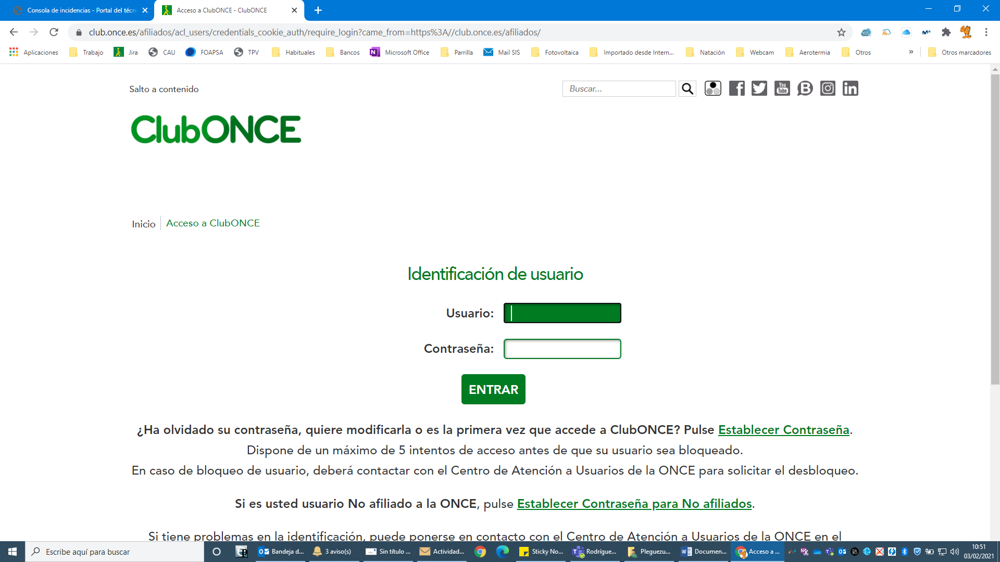 Consola de incidencias - Portal del técni
Acceso a ClubONCE - ClubONCE
club.once.es/afiliados/acl_users/credentials_cookie_auth/require_login?came_from=https%3A//club.once.es/afiliados/
Aplicaciones Trabajo Jira CAU FOAPSA TPV Habituales Bancos Microsoft Office Parrilla Mail SIS Fotovoltaica Importado desde Intern... Natación Webcam Aerotermia Otros » Otros marcadores
Salto a contenido
Buscar...
ClubONCE
Inicio
Acceso a ClubONCE
Identificación de usuario
Usuario:
Contraseña:
ENTRAR
¿Ha olvidado su contraseña, quiere modificarla o es la primera vez que accede a ClubONCE? Pulse Establecer Contraseña.
Dispone de un máximo de 5 intentos de acceso antes de que su usuario sea bloqueado.
En caso de bloqueo de usuario, deberá contactar con el Centro de Atención a Usuarios de la ONCE para solicitar el desbloqueo.
Si es usted usuario No afiliado a la ONCE, pulse Establecer Contraseña para No afiliados.
Si tiene problemas en la identificación, puede ponerse en contacto con el Centro de Atención a Usuarios de la ONCE en el
Escribe aquí para buscar
Bandeja d... 3 aviso(s) Sin título ... Actividad... Sticky No... Rodrígue... Pleguezu... Documen... Acceso a ...
10:51
03/02/2021